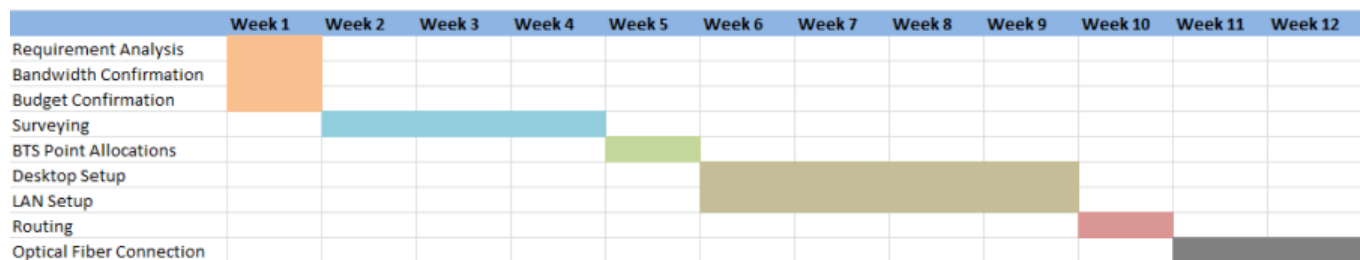 Week 1 Week 2 Week 3 Week 4 Week 5 Week 6 Week 7 Week 8 Week 9 Week 10 Week 11 Week 12
Requirement Analysis
Bandwidth Confirmation
Budget Confirmation
Surveying
BTS Point Allocations
Desktop Setup
LAN Setup
Routing
Optical Fiber Connection